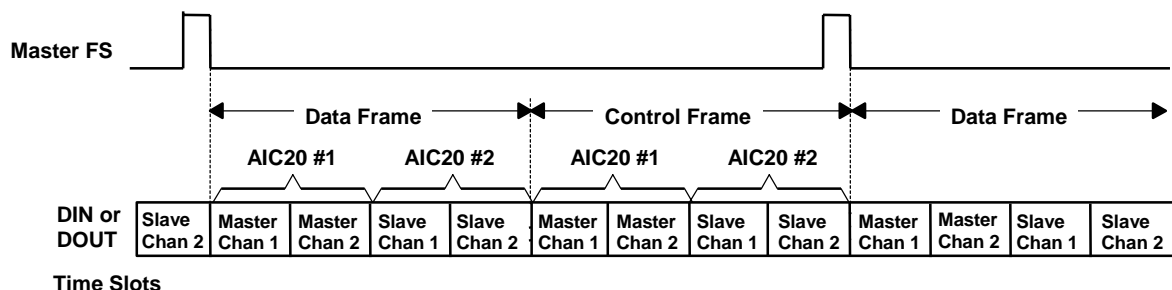 Master FS
Data Frame Control Frame Data Frame
AIC20 #1 AIC20 #2 AIC20 #1 AIC20 #2
DIN or
DOUT
Slave
Chan 2
Master
Chan 1
Master
Chan 2
Slave
Chan 1
Slave
Chan 2
Master
Chan 1
Master
Chan 2
Slave
Chan 1
Slave
Chan 2
Master
Chan 1
Master
Chan 2
Slave
Chan 1
Slave
Chan 2
Time Slots